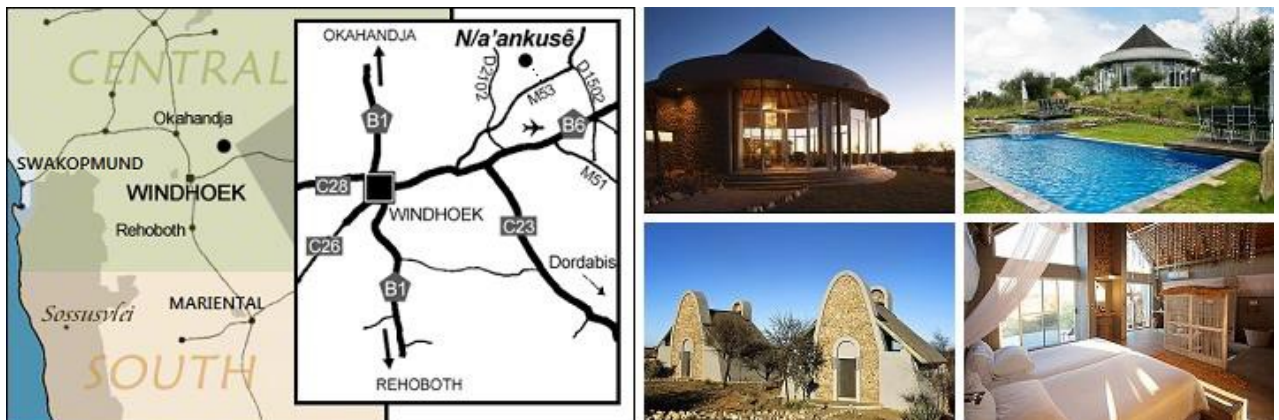 CENTRAL
Okahandja
SWAKOPMUND
WINDHOEK
Rehoboth
MARIENTAL
Sossusvlei
SOUTH
OKAHANDJA
N/a'ankusê
D2102
M53
D1502
B1
B6
M51
C28
WINDHOEK
C26
C23
Dordabis
B1
REHOBOTH